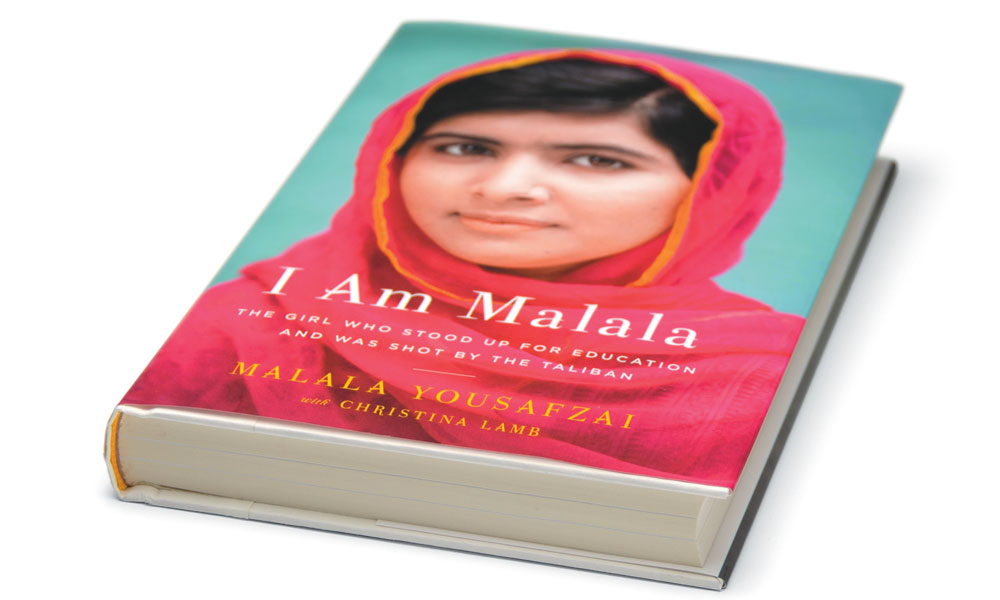 I Am Malala
THE GIRL WHO STOOD UP FOR EDUCATION
AND WAS SHOT BY THE TALIBAN
MALALA YOUSAFZAI
with CHRISTINA LAMB